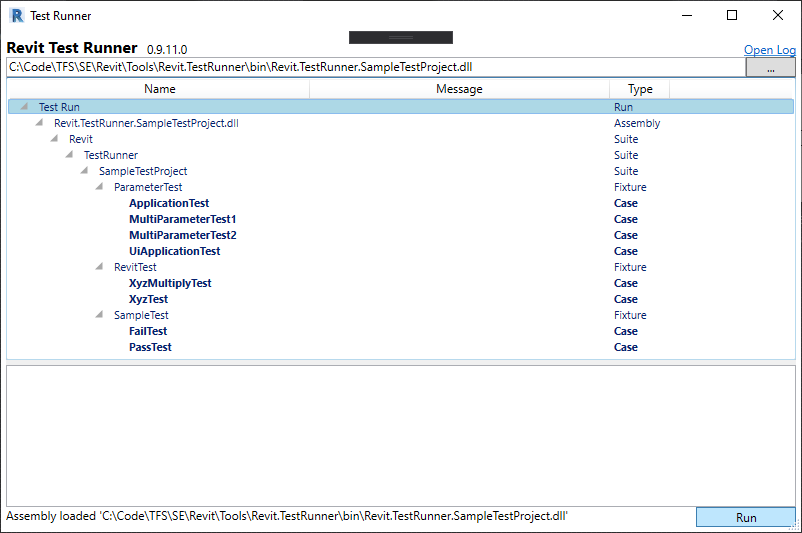 R Test Runner
Revit Test Runner 0.9.11.0 Open Log
C:\Code\TFS\SE\Revit\Tools\Revit.TestRunner\bin\Revit.TestRunner.SampleTestProject.dll ...
Name Message Type
Test Run Run
Revit.TestRunner.SampleTestProject.dll Assembly
Revit Suite
TestRunner Suite
SampleTestProject Suite
ParameterTest Fixture
ApplicationTest Case
MultiParameterTest1 Case
MultiParameterTest2 Case
UiApplicationTest Case
RevitTest Fixture
XyzMultiplyTest Case
XyzTest Case
SampleTest Fixture
FailTest Case
PassTest Case
Assembly loaded 'C:\Code\TFS\SE\Revit\Tools\Revit.TestRunner\bin\Revit.TestRunner.SampleTestProject.dll' Run